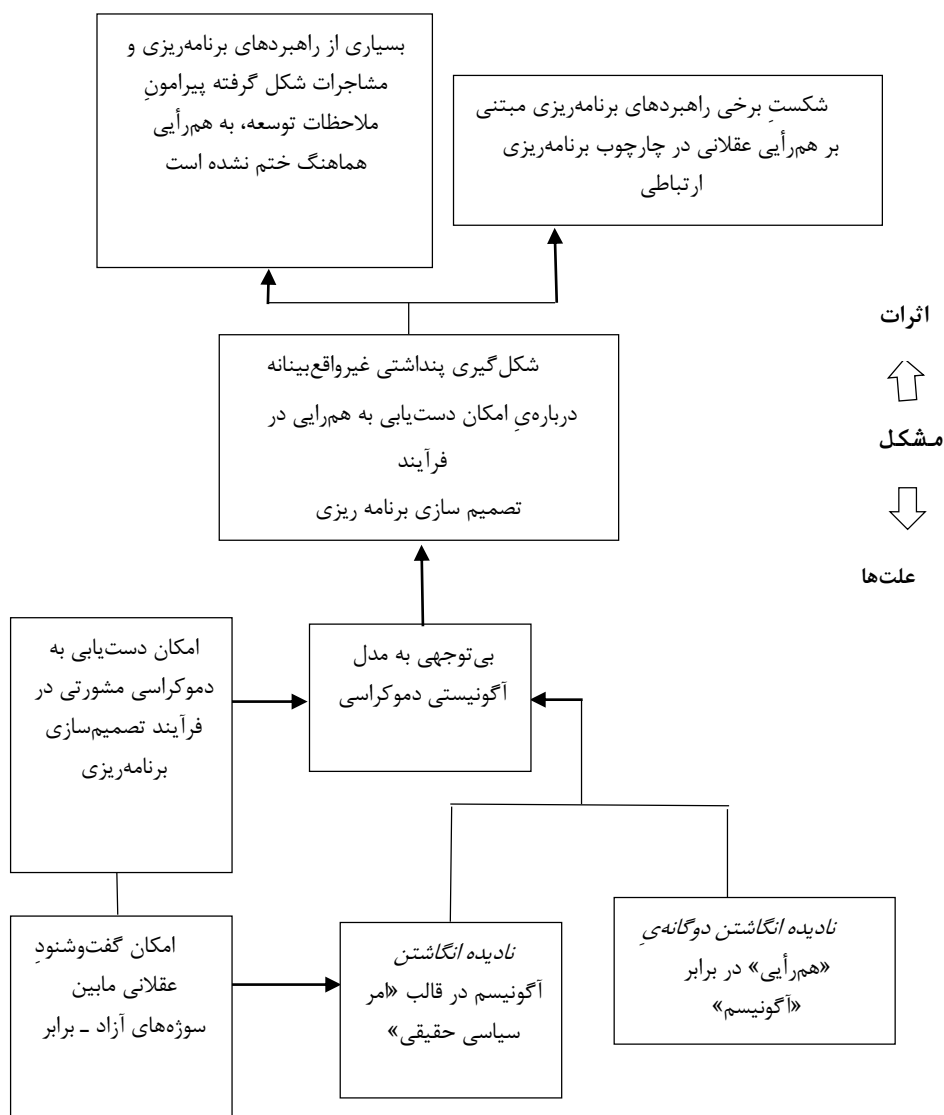 بسیاری از راهبردهای برنامه‌ریزی و
مشاجرات شکل گرفته پیرامونِ
ملاحظات توسعه، به هم‌رأیی
هماهنگ ختم نشده است
شکستِ برخی راهبردهای برنامه‌ریزی مبتنی
بر هم‌رأیی عقلانی در چارچوب برنامه‌ریزی
ارتباطی
اثرات
مشکل
علت‌ها
شکل‌گیری پنداشتی غیرواقع‌بینانه
درباره‌یِ امکان دست‌یابی به هم‌رایی در
فرآیند
تصمیم سازی برنامه ریزی
امکان دست‌یابی به
دموکراسی مشورتی در
فرآیند تصمیم‌سازی
برنامه‌ریزی
بی‌توجهی به مدل
آگونیستی دموکراسی
امکان گفت‌وشنودِ
عقلانی مابین
سوژه‌های آزاد ـ برابر
نادیده انگاشتن
آگونیسم در قالب «امر
سیاسی حقیقی»
نادیده انگاشتن دوگانه‌یِ
«هم‌رأیی» در برابر
«آگونیسم»